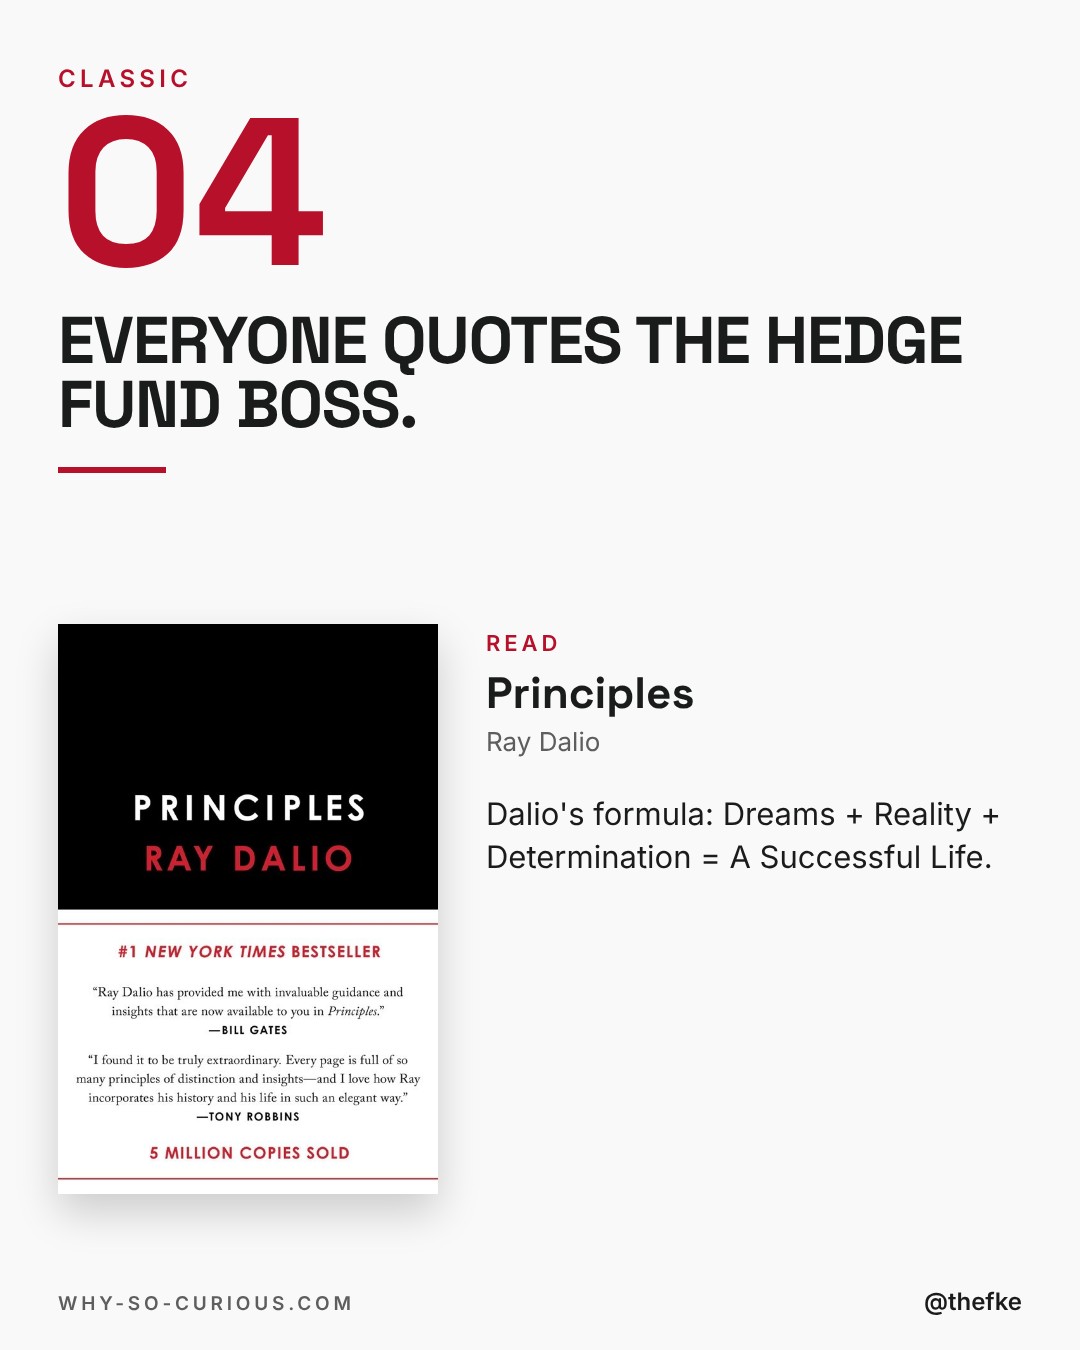 CLASSIC
04
EVERYONE QUOTES THE HEDGE
FUND BOSS.
PRINCIPLES
RAY DALIO
#1 NEW YORK TIMES BESTSELLER
“Ray Dalio has provided me with invaluable guidance and
insights that are now available to you in Principles.”
—BILL GATES
“I found it to be truly extraordinary. Every page is full of so
many principles of distinction and insights—and I love how Ray
incorporates his history and his life in such an elegant way.”
—TONY ROBBINS
5 MILLION COPIES SOLD
READ
Principles
Ray Dalio
Dalio's formula: Dreams + Reality +
Determination = A Successful Life.
WHY-SO-CURIOUS.COM
@thefke